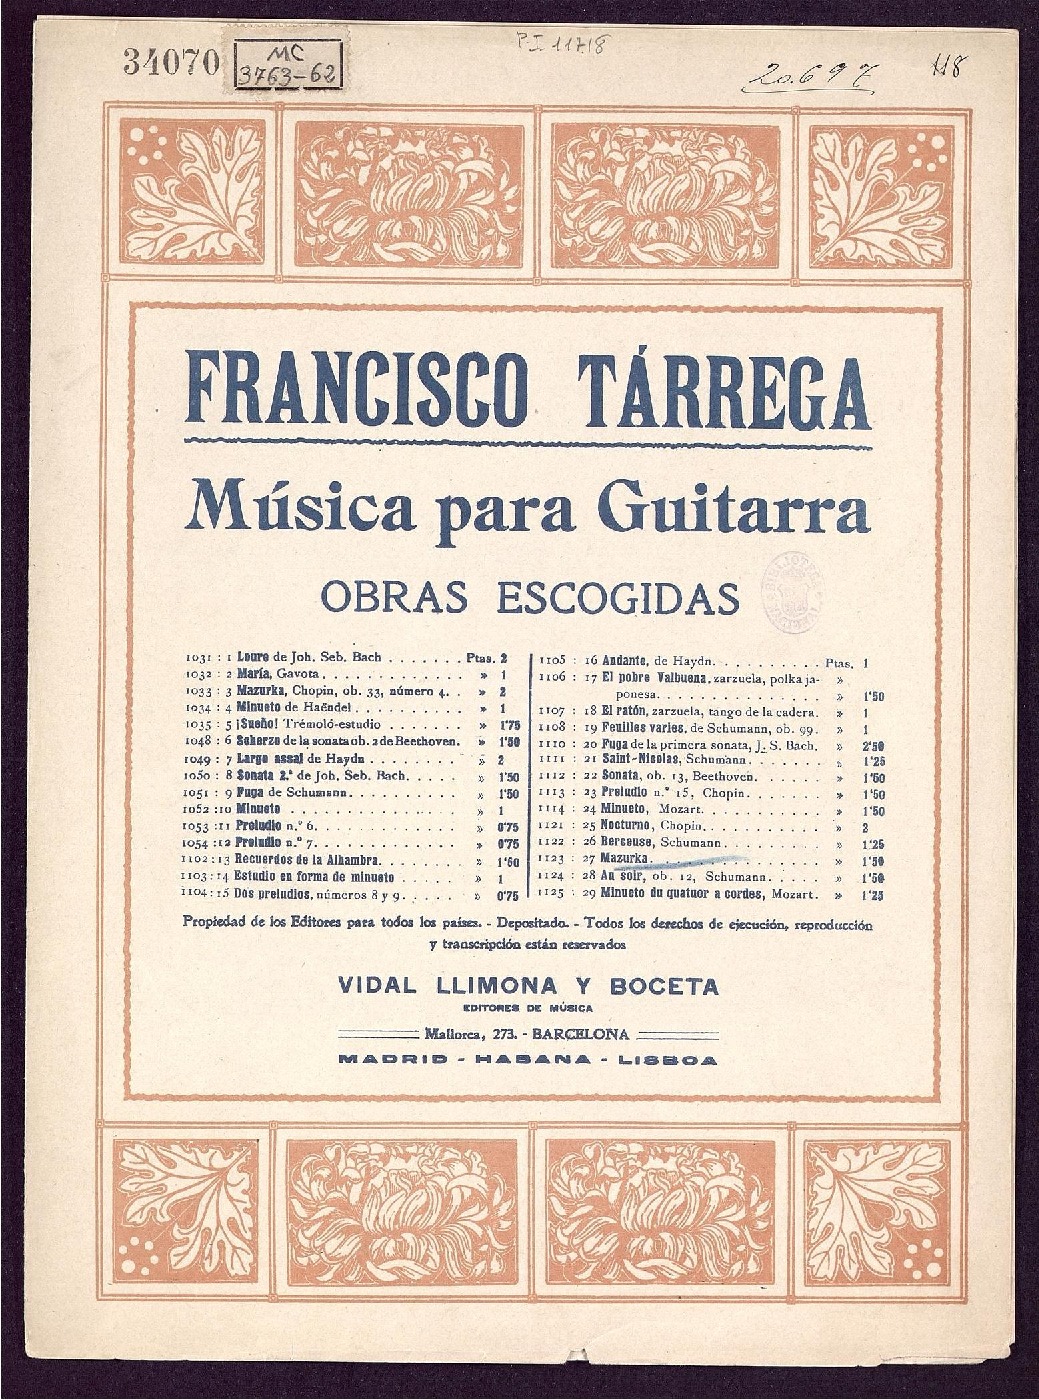 34070
MC
3763-62
P.I 11718
20.697
118
FRANCISCO TÁRREGA
Música para Guitarra
OBRAS ESCOGIDAS
1031 : 1 Loure de Joh. Seb. Bach . . . . . . . Ptas. 2
1032 : 2 María, Gavota . . . . . . . . . . . . » 1
1033 : 3 Mazurka, Chopin, ob. 33, número 4. . » 2
1034 : 4 Minueto de Haëndel . . . . . . . . . » 1
1035 : 5 ¡Sueño! Trémoló-estudio . . . . . . . » 1'75
1048 : 6 Scherzo de la sonata ob. 2 de Beethoven. » 1'50
1049 : 7 Largo assai de Haydn . . . . . . . . » 2
1050 : 8 Sonata 2.ª de Joh. Seb. Bach. . . . . » 1'50
1051 : 9 Fuga de Schumann. . . . . . . . . . » 1'50
1052 :10 Minueto . . . . . . . . . . . . . . . » 1
1053 :11 Preludio n.º 6. . . . . . . . . . . . . » 0'75
1054 :12 Preludio n.º 7. . . . . . . . . . . . . » 0'75
1102 :13 Recuerdos de la Alhambra. . . . . . . » 1'50
1103 :14 Estudio en forma de minueto . . . . . » 1
1104 :15 Dos preludios, números 8 y 9. . . . . » 0'75
1105 : 16 Andante, de Haydn. . . . . . . . . . Ptas. 1
1106 : 17 El pobre Valbuena, zarzuela, polka ja- »
ponesa. . . . . . . . . . . . . . . » 1'50
1107 : 18 El ratón, zarzuela, tango de la cadera. » 1
1108 : 19 Feuilles varies, de Schumann, ob. 99. » 1
1110 : 20 Fuga de la primera sonata, J. S. Bach. » 2'50
1111 : 21 Saint-Nicolas, Schumann. . . . . . . » 1'25
1112 : 22 Sonata, ob. 13, Beethoven. . . . . . » 1'50
1113 : 23 Preludio n.º 15, Chopin. . . . . . . » 1'50
1114 : 24 Minueto, Mozart. . . . . . . . . . . » 1'50
1121 : 25 Nocturno, Chopin. . . . . . . . . . . » 2
1122 : 26 Berceuse, Schumann. . . . . . . . . » 1'25
1123 : 27 Mazurka. . . . . . . . . . . . . . . » 1'50
1124 : 28 Au soir, ob. 12, Schumann. . . . . . » 1'50
1125 : 29 Minueto du quatuor a cordes, Mozart. » 1'25
Propiedad de los Editores para todos los países. - Depositado. - Todos los derechos de ejecución, reproducción
y transcripción están reservados
VIDAL LLIMONA Y BOCETA
EDITORES DE MÚSICA
Mallorca, 273. - BARCELONA
MADRID - HABANA - LISBOA